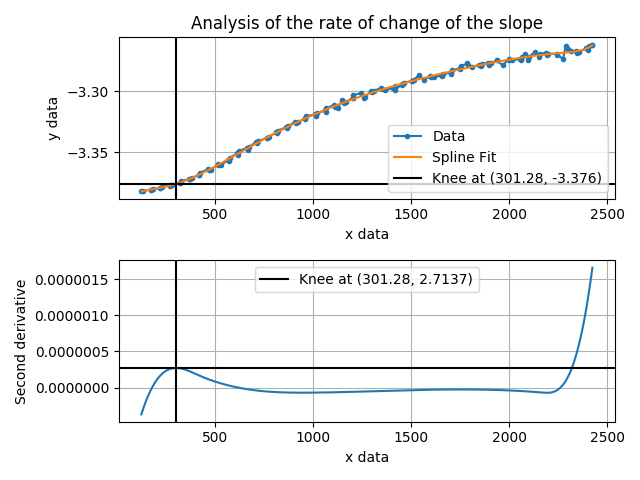 Analysis of the rate of change of the slope
−3.30
−3.35
y data
Data
Spline Fit
Knee at (301.28, -3.376)
500
1000
1500
2000
2500
x data
Knee at (301.28, 2.7137)
0.0000015
0.0000010
0.0000005
0.0000000
Second derivative
500
1000
1500
2000
2500
x data